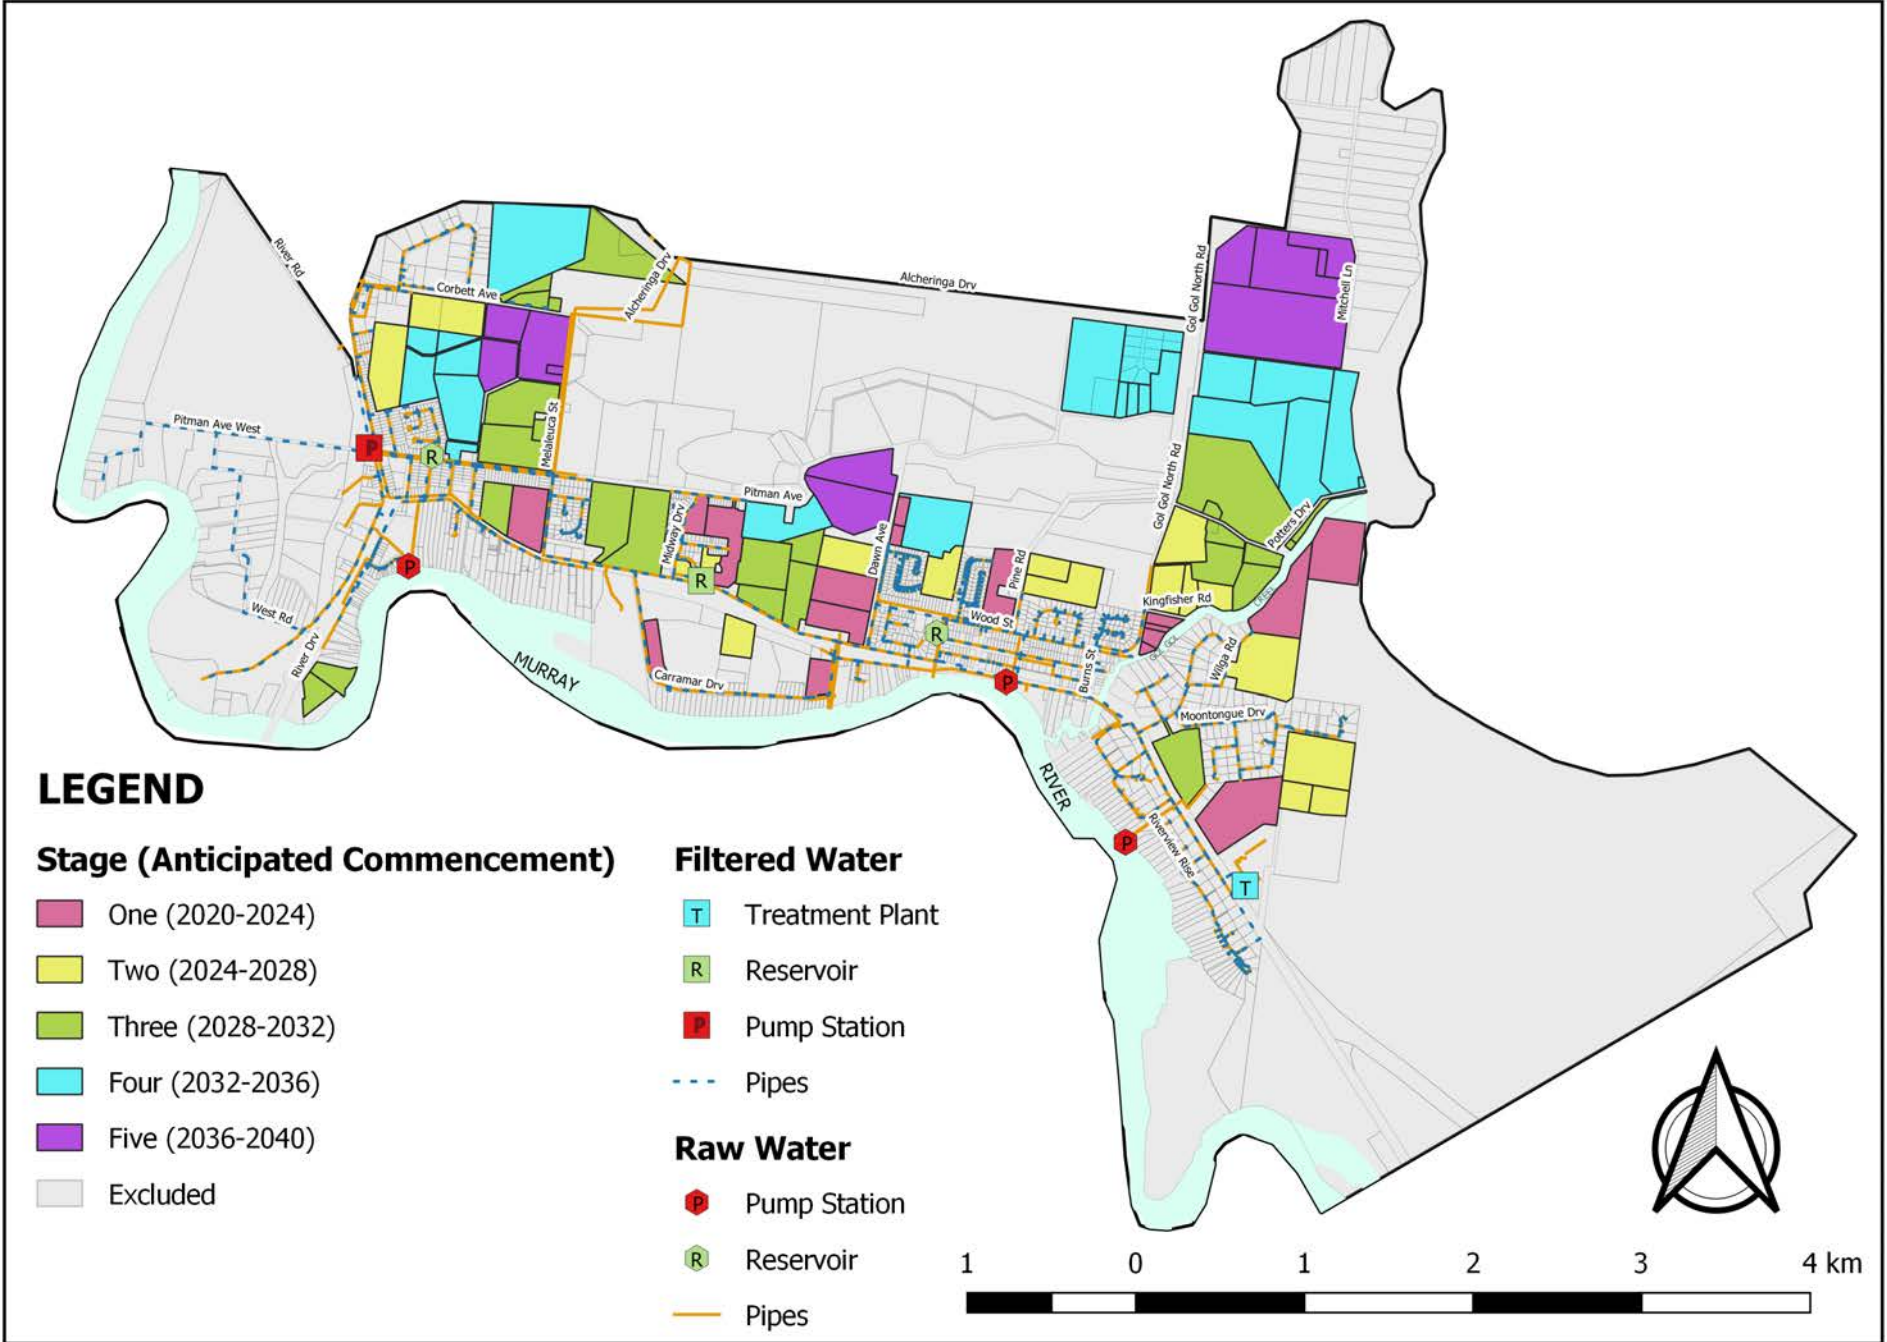 River Rd
Corbett Ave
Alcheringa Drv
Alcheringa Drv
Gol Gol North Rd
Mitchell Ln
Pitman Ave West
P
R
Melaleuca St
Pitman Ave
Gol Gol North Rd
Potters Drv
Midway Drv
Dawn Ave
Pine Rd
P
R
Kingfisher Rd
CREEK
West Rd
Wood St
R
GOL GOL
River Drv
Carramar Drv
Burns St
Wilga Rd
MURRAY
P
Moontongue Drv
RIVER
Riverview Rise
P
T
LEGEND
Stage (Anticipated Commencement)
One (2020-2024)
Two (2024-2028)
Three (2028-2032)
Four (2032-2036)
Five (2036-2040)
Excluded
Filtered Water
T Treatment Plant
R Reservoir
P Pump Station
Pipes
Raw Water
P Pump Station
R Reservoir
Pipes
1 0 1 2 3 4 km